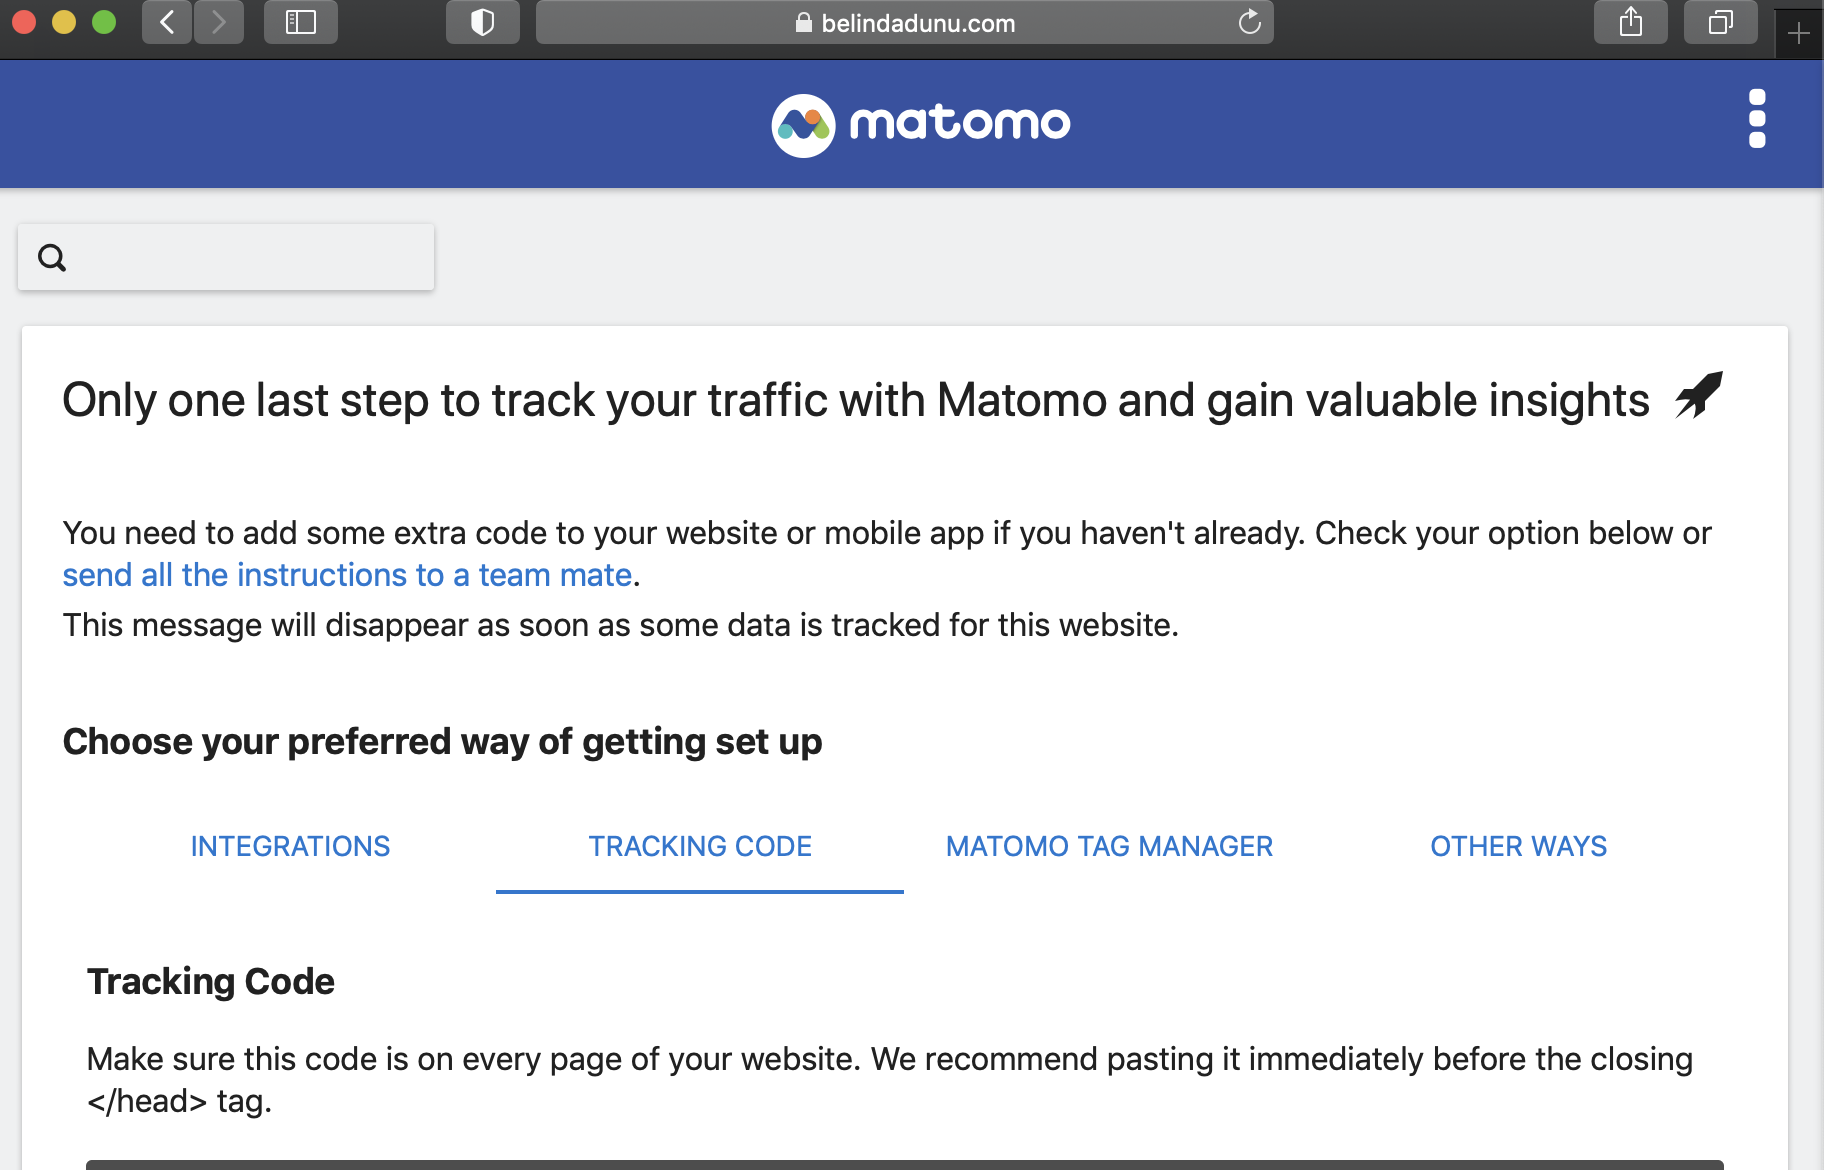 belindadunu.com
matomo
Only one last step to track your traffic with Matomo and gain valuable insights
You need to add some extra code to your website or mobile app if you haven't already. Check your option below or
send all the instructions to a team mate.
This message will disappear as soon as some data is tracked for this website.
Choose your preferred way of getting set up
INTEGRATIONS TRACKING CODE MATOMO TAG MANAGER OTHER WAYS
Tracking Code
Make sure this code is on every page of your website. We recommend pasting it immediately before the closing
</head> tag.